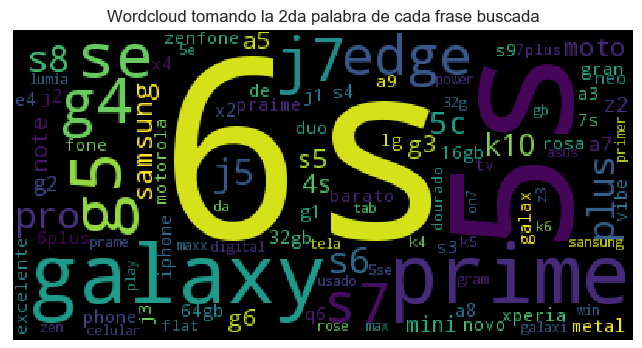 Wordcloud tomando la 2da palabra de cada frase buscada
zenfone
a5
s8
se
5e
x4
j7
edge
s9
7plus
moto
lumia
de
a9
power
gran
neo
e4
j2
g4
samsung
x2
praime
j1
s4
32g
gb
a3
z2
note
fone
motorola
6s
duo
5c
5s
7s
primer
lg
g3
k10
rosa
a7
asus
g5
j5
s5
16gb
tv
g2
4s
barato
dourado
on7
z3
plus
vibe
pro
da
g1
tab
galax
k6
6plus
prame
iphone
maxx
digital
32gb
tela
s6
k4
s3
k5
sansung
excelente
galaxy
play
5se
prime
gram
j3
64gb
usado
s7
a8
win
zen
phone
flat
g6
q6
mini
novo
xperia
galaxi
celular
rose
max
metal